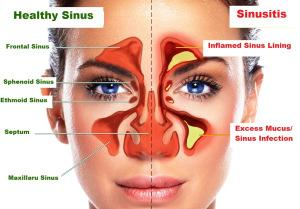 Healthy Sinus
Sinusitis
Frontal Sinus
Inflamed Sinus Lining
Sphenoid Sinus
Ethmoid Sinus
Septum
Excess Mucus/
Sinus Infection
Maxillaru Sinus